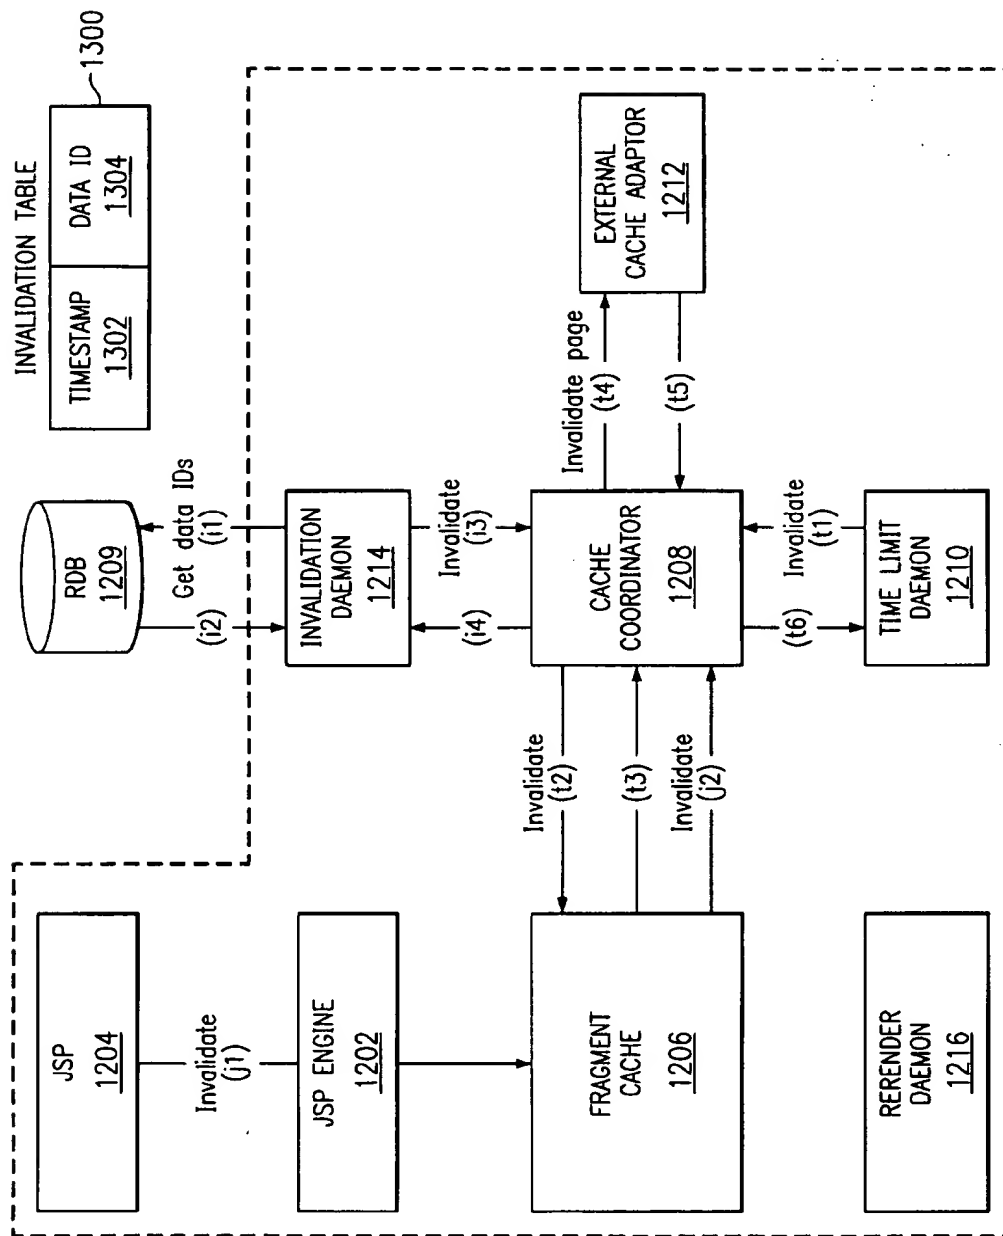 JSP
1204
Invalidate
(j1)
JSP ENGINE
1202
FRAGMENT
CACHE
1206
RERENDER
DAEMON
1216
Invalidate
(t2)
(t3)
Invalidate
(j2)
RDB
1209
(i2)
Get data IDs
(i1)
INVALIDATION
DAEMON
1214
(i4)
Invalidate
(i3)
CACHE
COORDINATOR
1208
(t6)
Invalidate
(t1)
TIME LIMIT
DAEMON
1210
Invalidate page
(t4)
(t5)
EXTERNAL
CACHE ADAPTOR
1212
INVALIDATION TABLE
TIMESTAMP
1302
DATA ID
1304
1300